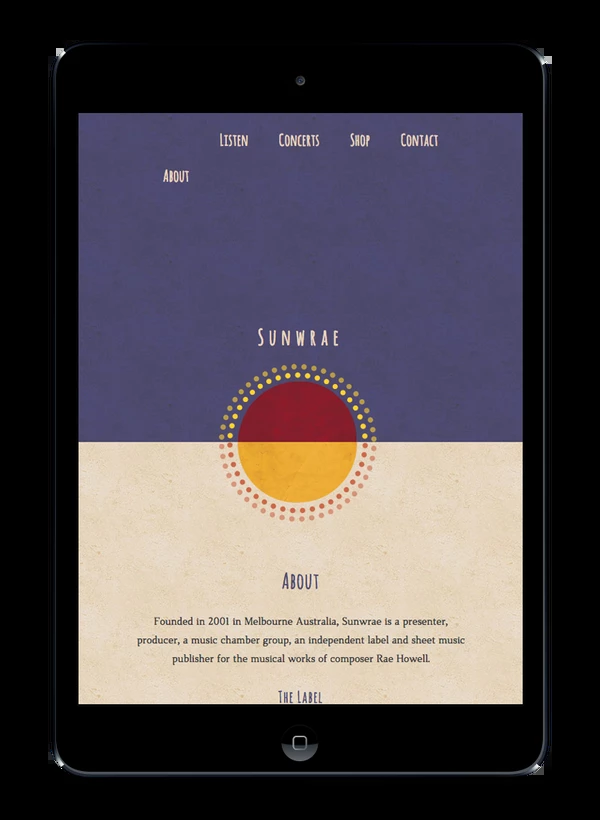 Listen Concerts Shop Contact
About
Sunwrae
About
Founded in 2001 in Melbourne Australia, Sunwrae is a presenter,
producer, a music chamber group, an independent label and sheet music
publisher for the musical works of composer Rae Howell.
The Label